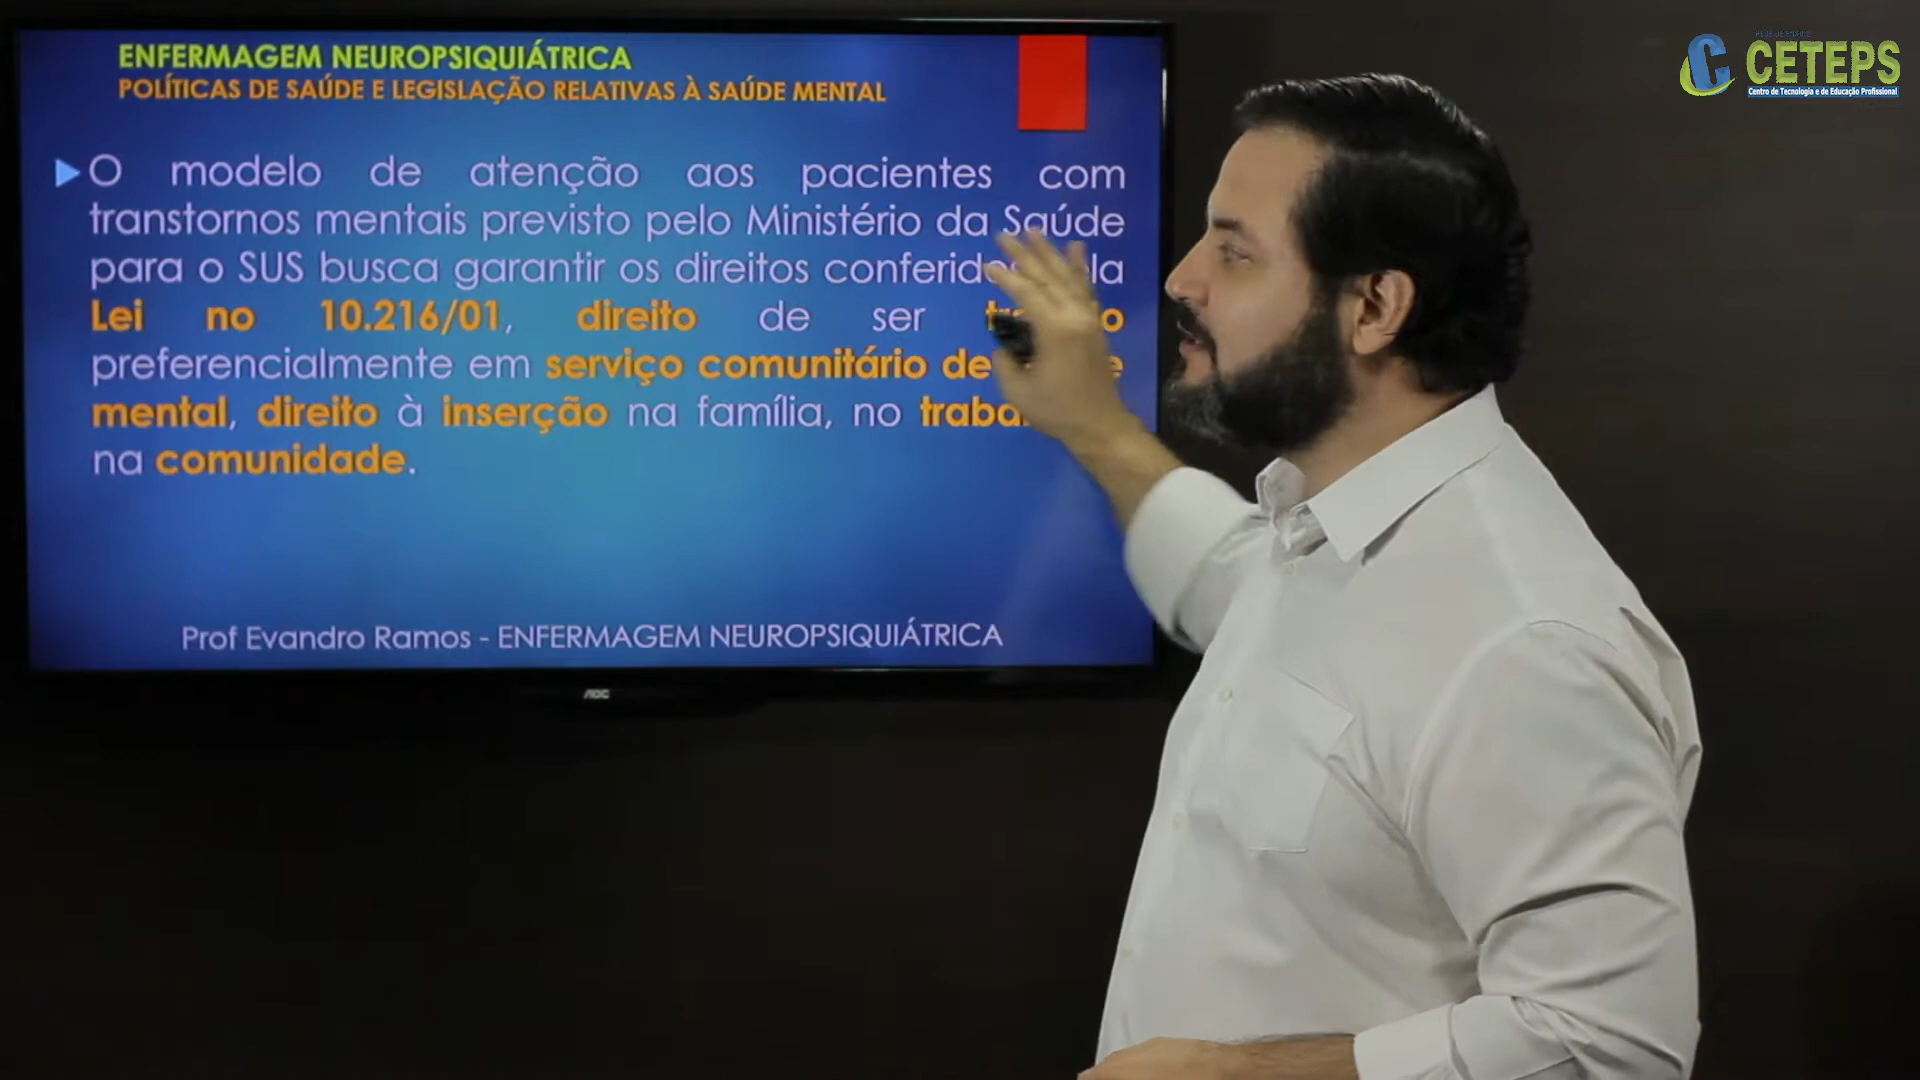 ENFERMAGEM NEUROPSIQUIÁTRICA
POLÍTICAS DE SAÚDE E LEGISLAÇÃO RELATIVAS À SAÚDE MENTAL
O modelo de atenção aos pacientes com
transtornos mentais previsto pelo Ministério da Saúde
para o SUS busca garantir os direitos
Lei no 10.216/01, direito de ser
preferencialmente em serviço comunitário de
mental, direito à inserção na família, no
na comunidade.
Prof Evandro Ramos - ENFERMAGEM NEUROPSIQUIÁTRICA
AOC
CETEPS
Centro de Tecnologia e de Educação Profissional